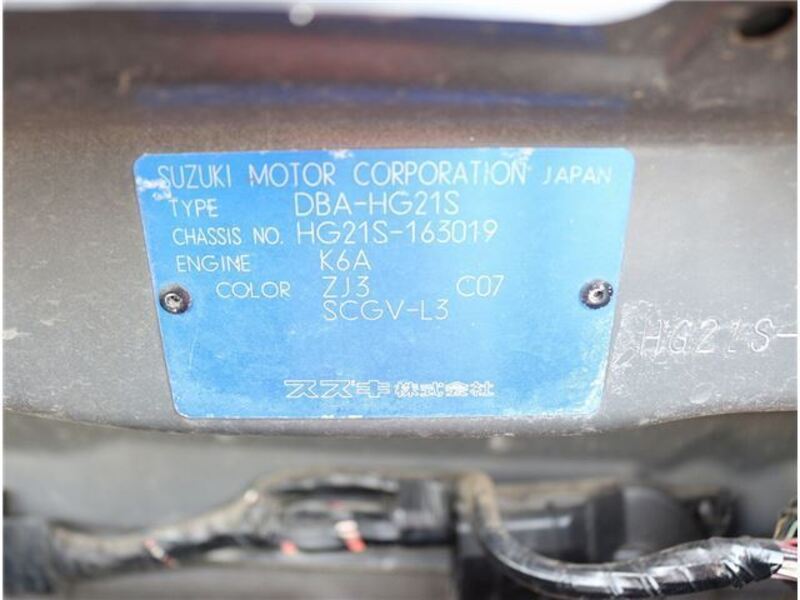 SUZUKI MOTOR CORPORATION JAPAN
TYPE DBA-HG21S
CHASSIS NO. HG21S-163019
ENGINE K6A
COLOR ZJ3 C07
SCGV-L3
スズキ株式会社
HG21S-